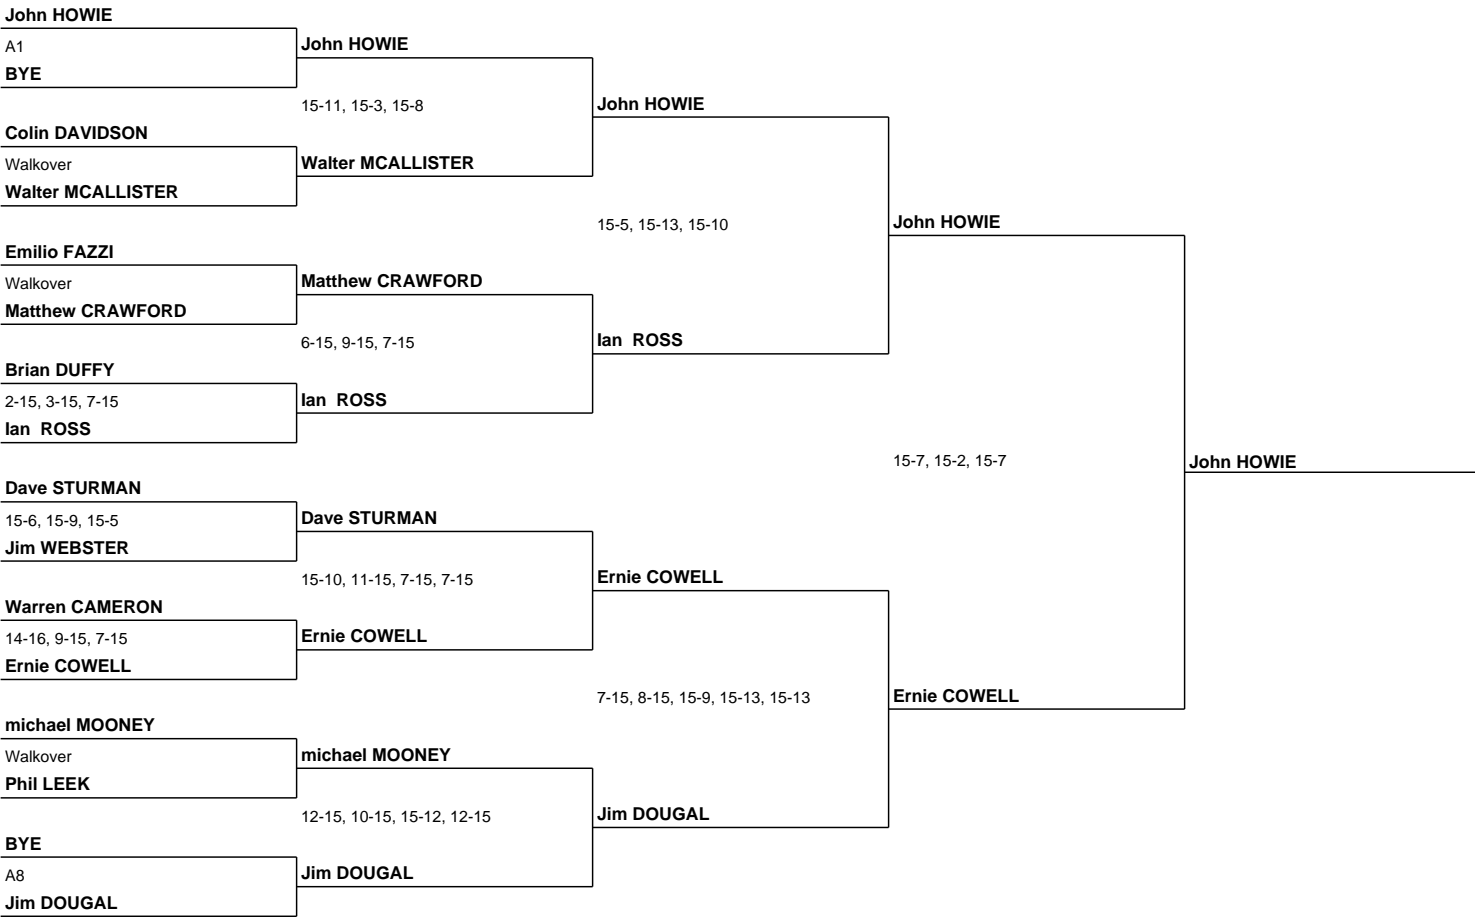 John HOWIE
A1
BYE
Colin DAVIDSON
Walkover
Walter MCALLISTER
Emilio FAZZI
Walkover
Matthew CRAWFORD
Brian DUFFY
2-15, 3-15, 7-15
Ian  ROSS
Dave STURMAN
15-6, 15-9, 15-5
Jim WEBSTER
Warren CAMERON
14-16, 9-15, 7-15
Ernie COWELL
michael MOONEY
Walkover
Phil LEEK
BYE
A8
Jim DOUGAL
John HOWIE
15-11, 15-3, 15-8
Walter MCALLISTER
Matthew CRAWFORD
6-15, 9-15, 7-15
Ian  ROSS
Dave STURMAN
15-10, 11-15, 7-15, 7-15
Ernie COWELL
michael MOONEY
12-15, 10-15, 15-12, 12-15
Jim DOUGAL
John HOWIE
15-5, 15-13, 15-10
Ian  ROSS
Ernie COWELL
7-15, 8-15, 15-9, 15-13, 15-13
Jim DOUGAL
John HOWIE
15-7, 15-2, 15-7
Ernie COWELL
John HOWIE